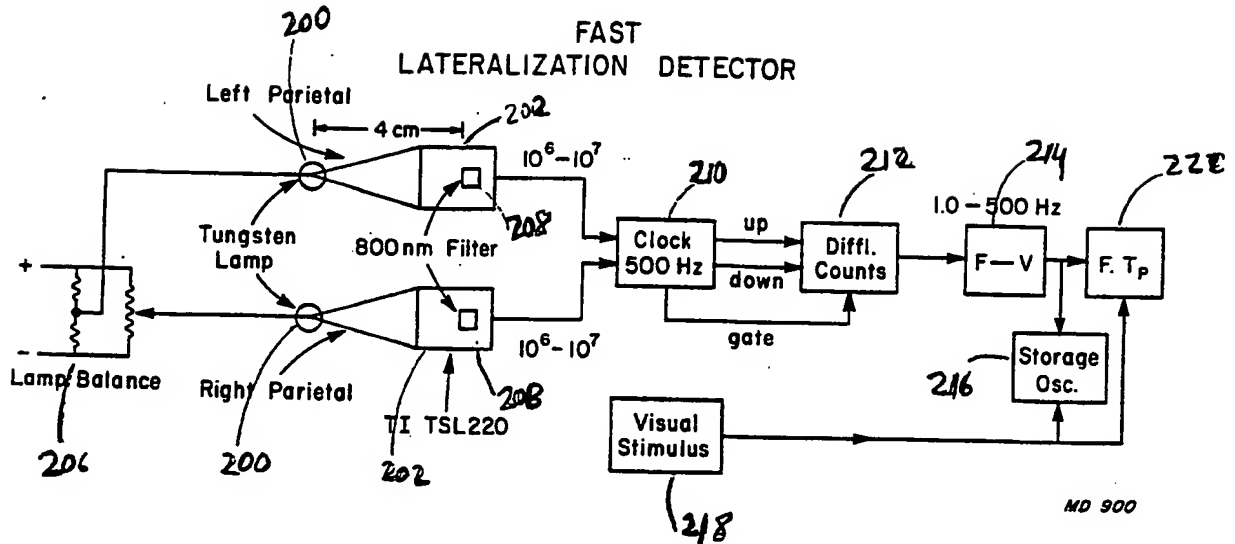 FAST
LATERALIZATION DETECTOR
200
Left Parietal
4 cm
202
10⁶-10⁷
208
210
212
214
222
1.0-500 Hz
Tungsten
Lamp
800nm Filter
Clock
500 Hz
up
down
gate
Diffl.
Counts
F—V
F. Tp
+
-
Lamp Balance
206
Right Parietal
200
202
TI TSL220
208
10⁶-10⁷
216
Storage
Osc.
Visual
Stimulus
218
MD 900